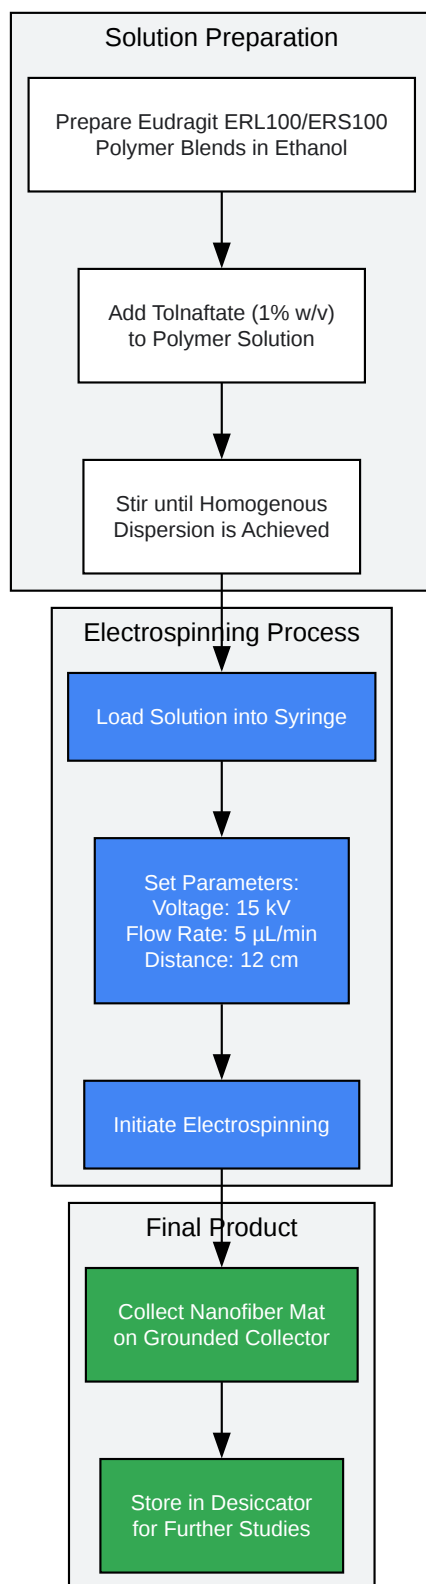 Solution Preparation
Prepare Eudragit ERL100/ERS100
Polymer Blends in Ethanol
Add Tolnaftate (1% w/v)
to Polymer Solution
Stir until Homogenous
Dispersion is Achieved
Electrospinning Process
Load Solution into Syringe
Set Parameters:
Voltage: 15 kV
Flow Rate: 5 µL/min
Distance: 12 cm
Initiate Electrospinning
Final Product
Collect Nanofiber Mat
on Grounded Collector
Store in Desiccator
for Further Studies